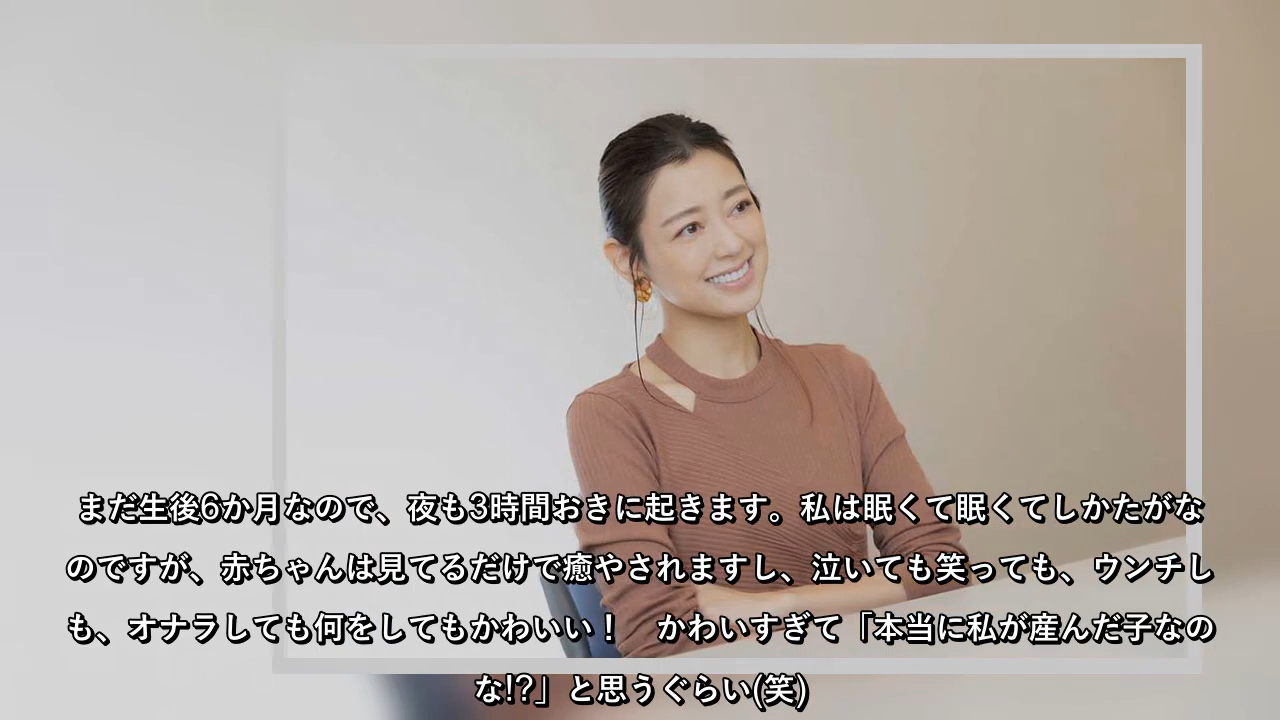 まだ生後6か月なので、夜も3時間おきに起きます。私は眠くて眠くてしかたがな
のですが、赤ちゃんは見てるだけで癒やされますし、泣いても笑っても、ウンチし
も、オナラしても何をしてもかわいい！　かわいすぎて「本当に私が産んだ子なの
な!?」と思うぐらい(笑)